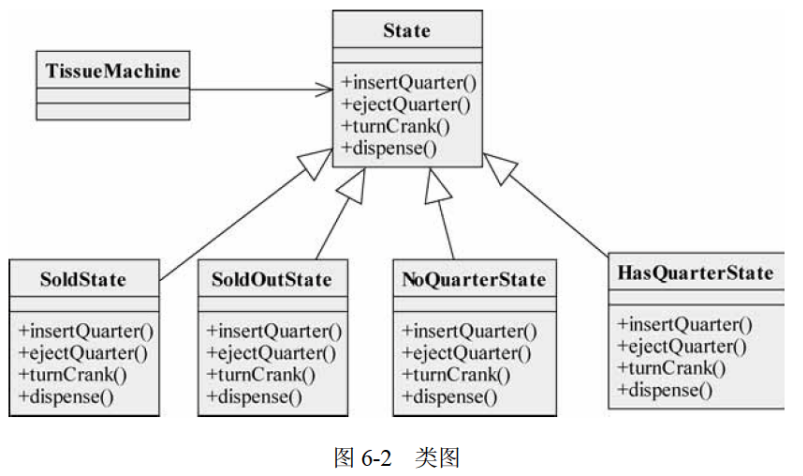 State
+insertQuarter()
+ejectQuarter()
+turnCrank()
+dispense()
TissueMachine
SoldState
+insertQuarter()
+ejectQuarter()
+turnCrank()
+dispense()
SoldOutState
+insertQuarter()
+ejectQuarter()
+turnCrank()
+dispense()
NoQuarterState
+insertQuarter()
+ejectQuarter()
+turnCrank()
+dispense()
HasQuarterState
+insertQuarter()
+ejectQuarter()
+turnCrank()
+dispense()
图 6-2 类图